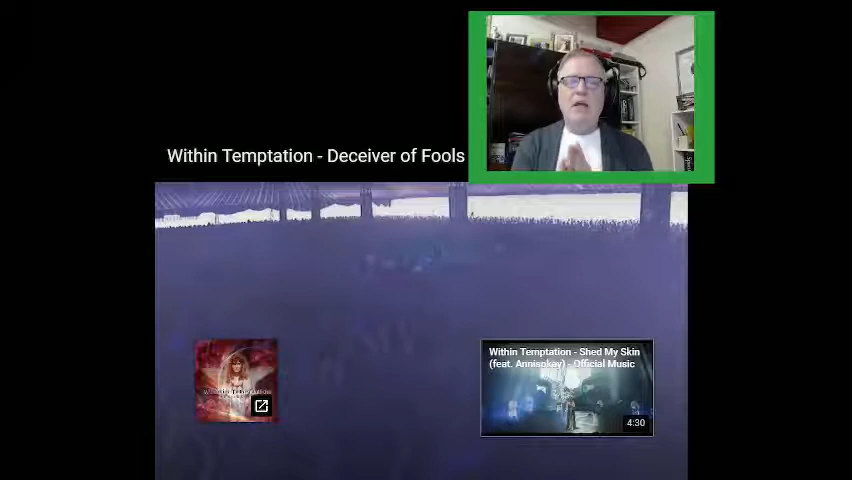 Within Temptation - Deceiver of Fools
Within Temptation - Shed My Skin
(feat. Annisokay) - Official Music
4:30